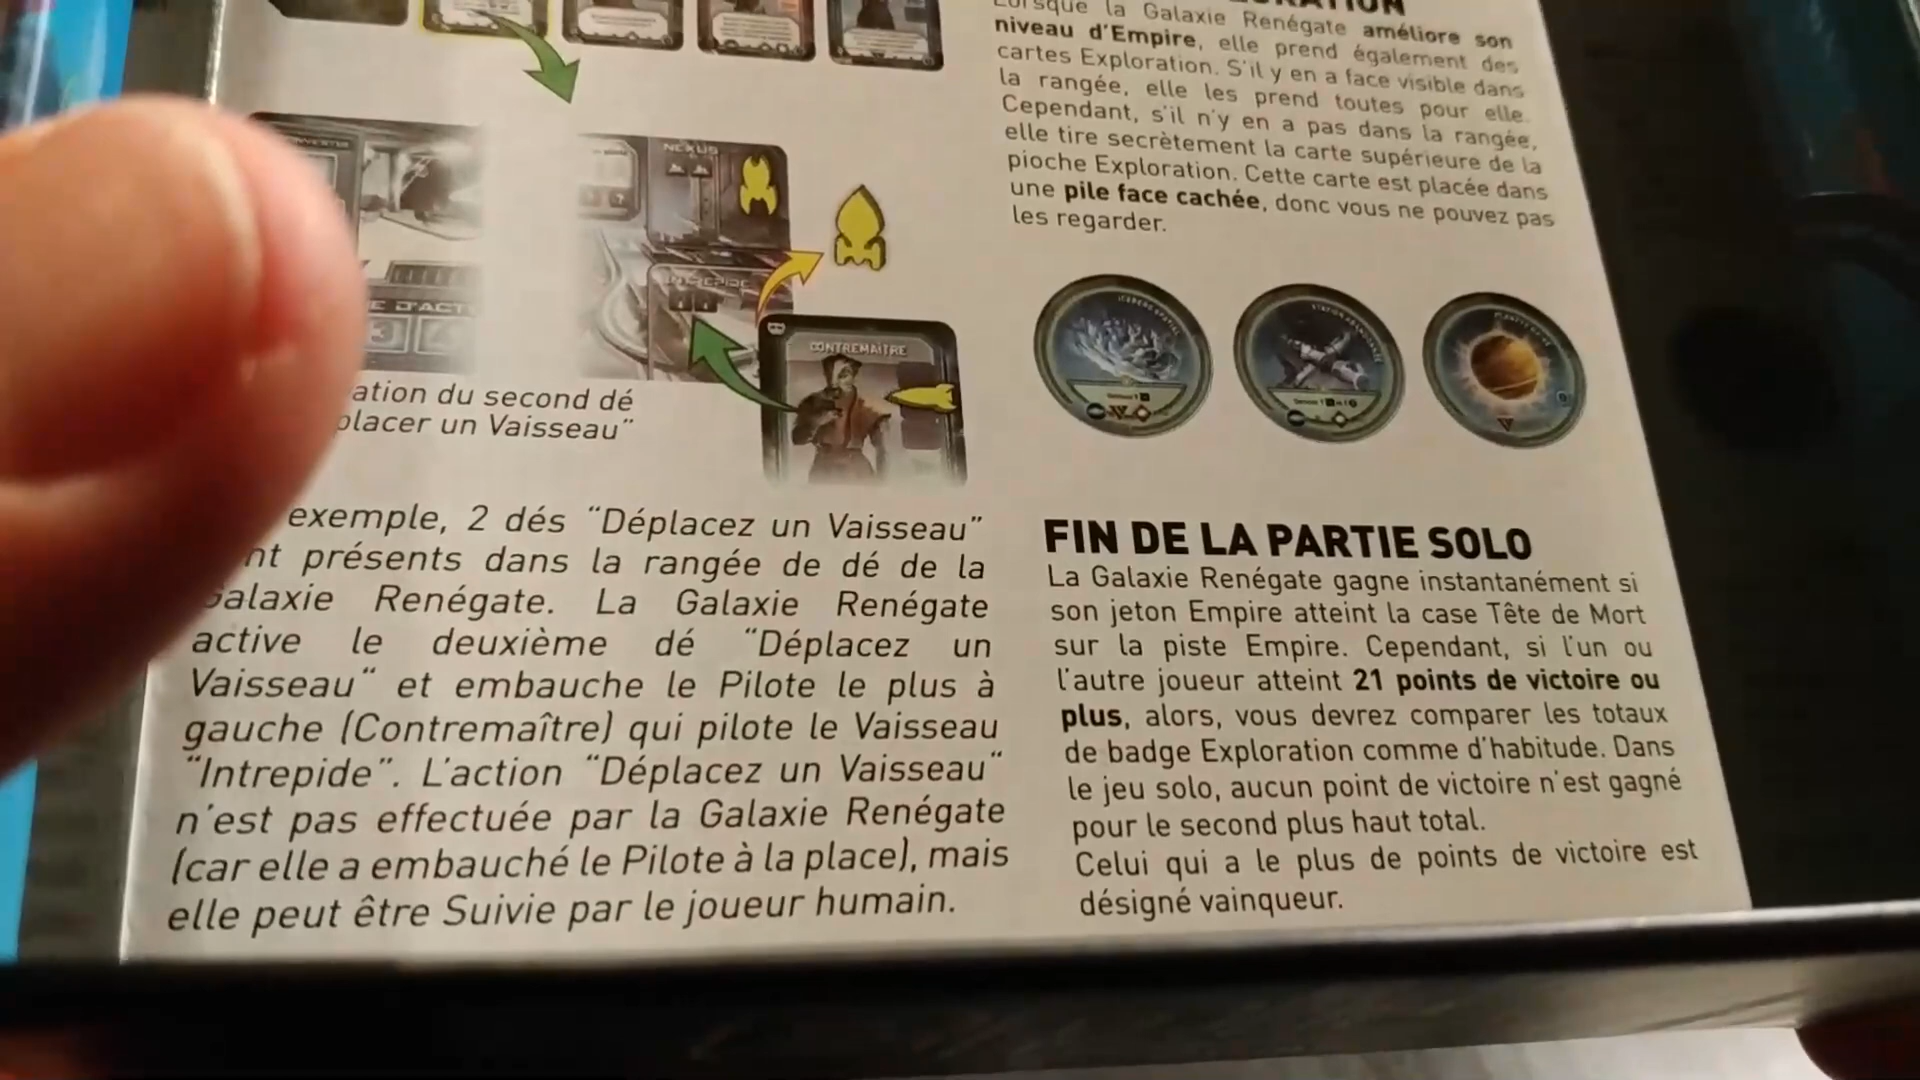 NEXUS
CONTREMAÎTRE
ation du second dé
placer un Vaisseau"
exemple, 2 dés "Déplacez un Vaisseau"
nt présents dans la rangée de dé de la
alaxie Renégate. La Galaxie Renégate
active le deuxième dé "Déplacez un
Vaisseau" et embauche le Pilote le plus à
gauche (Contremaître) qui pilote le Vaisseau
"Intrepide". L'action "Déplacez un Vaisseau"
n'est pas effectuée par la Galaxie Renégate
(car elle a embauché le Pilote à la place), mais
elle peut être Suivie par le joueur humain.
Lorsque la Galaxie Renégate améliore son
niveau d'Empire, elle prend également des
cartes Exploration. S'il y en a face visible dans
la rangée, elle les prend toutes pour elle.
Cependant, s'il n'y en a pas dans la rangée,
elle tire secrètement la carte supérieure de la
pioche Exploration. Cette carte est placée dans
une pile face cachée, donc vous ne pouvez pas
les regarder.
FIN DE LA PARTIE SOLO
La Galaxie Renégate gagne instantanément si
son jeton Empire atteint la case Tête de Mort
sur la piste Empire. Cependant, si l'un ou
l'autre joueur atteint 21 points de victoire ou
plus, alors, vous devrez comparer les totaux
de badge Exploration comme d'habitude. Dans
le jeu solo, aucun point de victoire n'est gagné
pour le second plus haut total.
Celui qui a le plus de points de victoire est
désigné vainqueur.